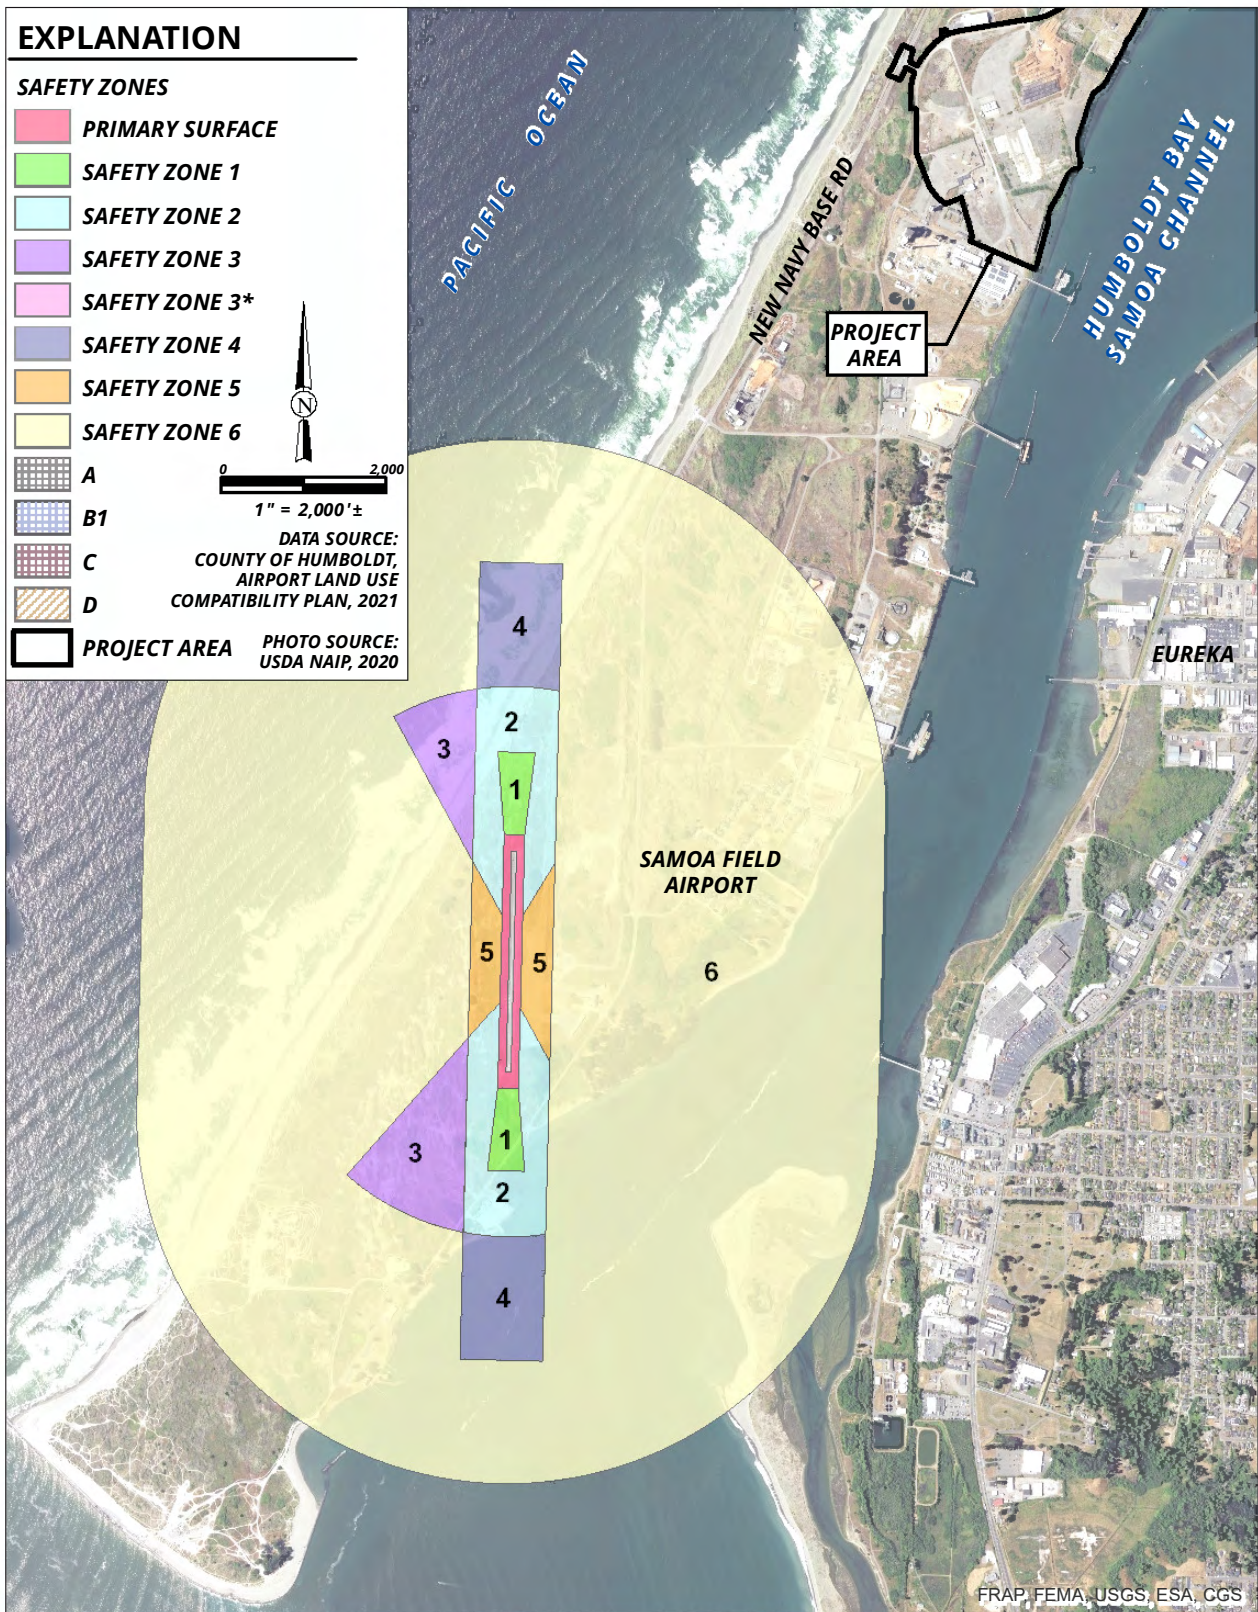 EXPLANATION
SAFETY ZONES
PRIMARY SURFACE
SAFETY ZONE 1
SAFETY ZONE 2
SAFETY ZONE 3
SAFETY ZONE 3*
SAFETY ZONE 4
SAFETY ZONE 5
SAFETY ZONE 6
A
B1
C
D
PROJECT AREA
N
0 2,000
1" = 2,000'±
DATA SOURCE:
COUNTY OF HUMBOLDT,
AIRPORT LAND USE
COMPATIBILITY PLAN, 2021
PHOTO SOURCE:
USDA NAIP, 2020
PACIFIC OCEAN
NEW NAVY BASE RD
HUMBOLDT BAY
SAMOA CHANNEL
PROJECT
AREA
EUREKA
4
2
3
1
SAMOA FIELD
AIRPORT
5
5
6
1
3
2
4
FRAP, FEMA, USGS, ESA, CGS